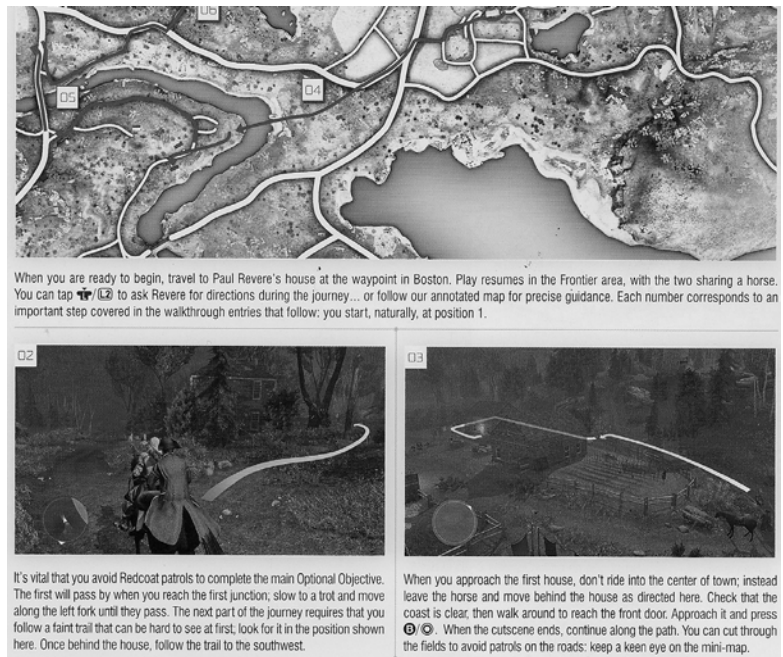 06
05
04
When you are ready to begin, travel to Paul Revere's house at the waypoint in Boston. Play resumes in the Frontier area, with the two sharing a horse.
You can tap /L2 to ask Revere for directions during the journey... or follow our annotated map for precise guidance. Each number corresponds to an
important step covered in the walkthrough entries that follow: you start, naturally, at position 1.
02
03
It's vital that you avoid Redcoat patrols to complete the main Optional Objective.
The first will pass by when you reach the first junction; slow to a trot and move
along the left fork until they pass. The next part of the journey requires that you
follow a faint trail that can be hard to see at first; look for it in the position shown
here. Once behind the house, follow the trail to the southwest.
When you approach the first house, don't ride into the center of town; instead
leave the horse and move behind the house as directed here. Check that the
coast is clear, then walk around to reach the front door. Approach it and press
B/O. When the cutscene ends, continue along the path. You can cut through
the fields to avoid patrols on the roads: keep a keen eye on the mini-map.